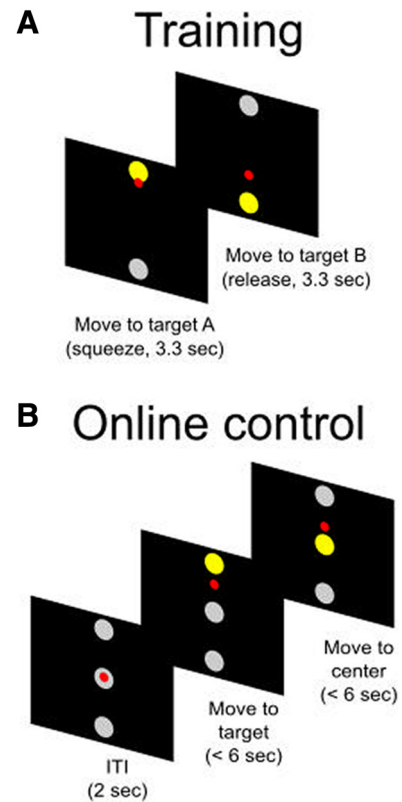 A
Training
Move to target B
(release, 3.3 sec)
Move to target A
(squeeze, 3.3 sec)
B
Online control
Move to
center
(< 6 sec)
Move to
target
(< 6 sec)
ITI
(2 sec)